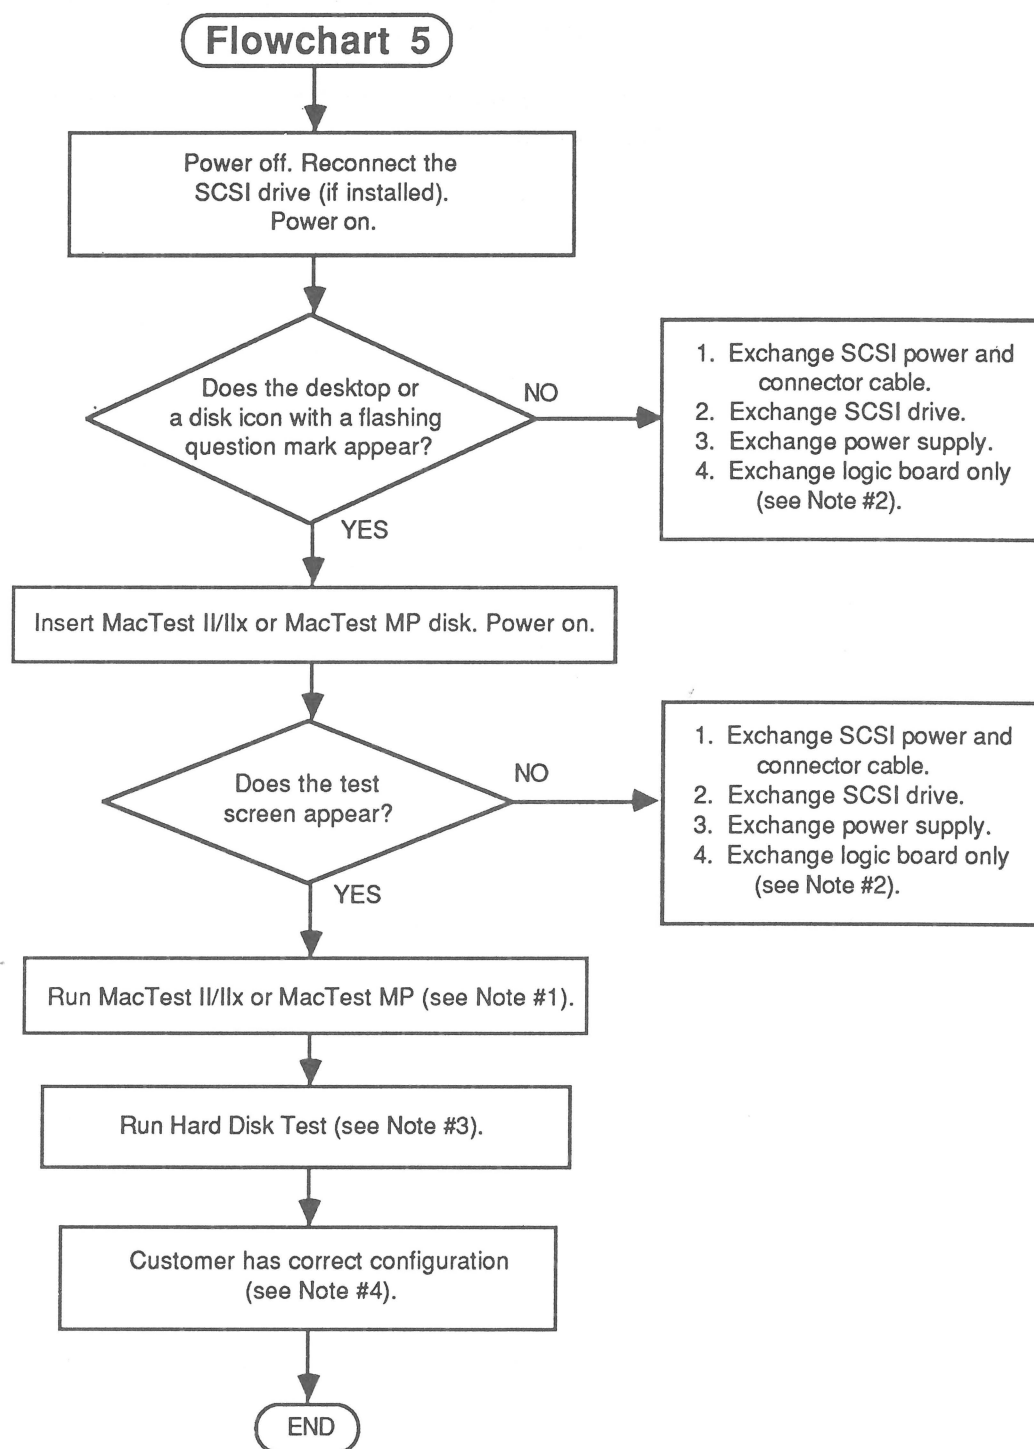 Flowchart 5
Power off. Reconnect the
SCSI drive (if installed).
Power on.
Does the desktop or
a disk icon with a flashing
question mark appear?
NO
1. Exchange SCSI power and
connector cable.
2. Exchange SCSI drive.
3. Exchange power supply.
4. Exchange logic board only
(see Note #2).
YES
Insert MacTest II/IIx or MacTest MP disk. Power on.
Does the test
screen appear?
NO
1. Exchange SCSI power and
connector cable.
2. Exchange SCSI drive.
3. Exchange power supply.
4. Exchange logic board only
(see Note #2).
YES
Run MacTest II/IIx or MacTest MP (see Note #1).
Run Hard Disk Test (see Note #3).
Customer has correct configuration
(see Note #4).
END